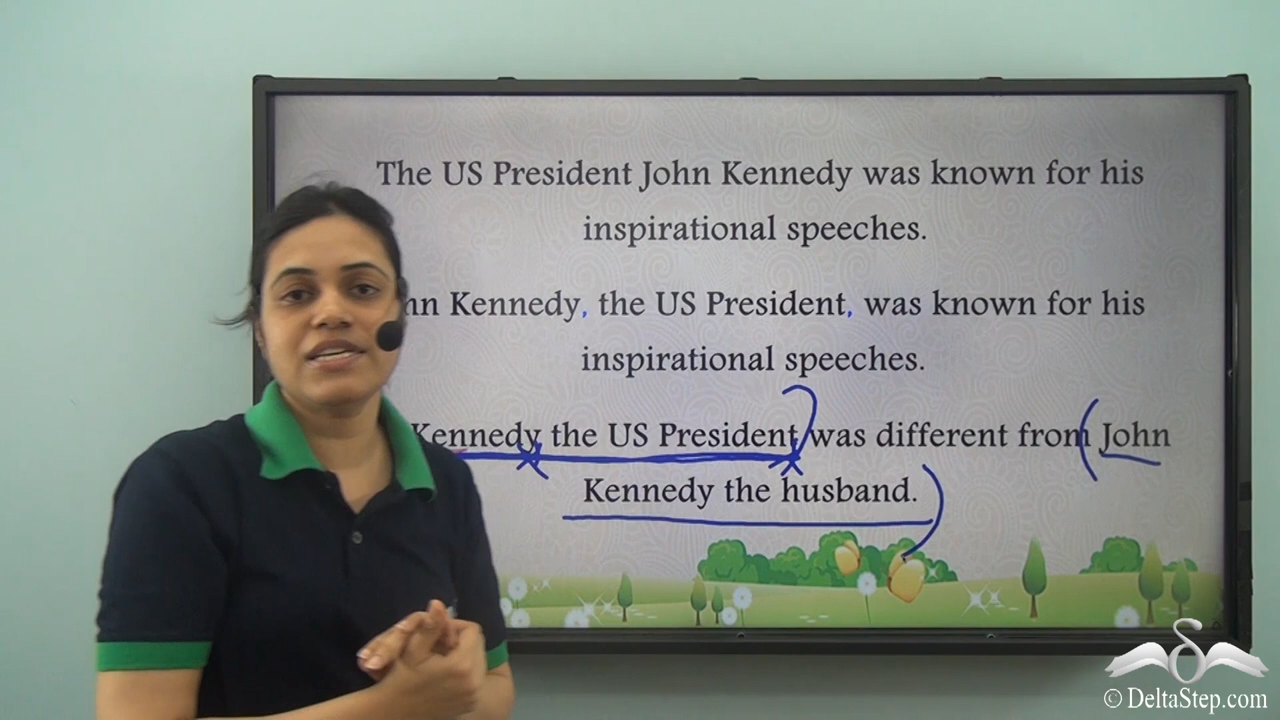 The US President John Kennedy was known for his
inspirational speeches.
Kennedy, the US President, was known for his
inspirational speeches.
Kennedy the US President was different from John
Kennedy the husband.
© DeltaStep.com